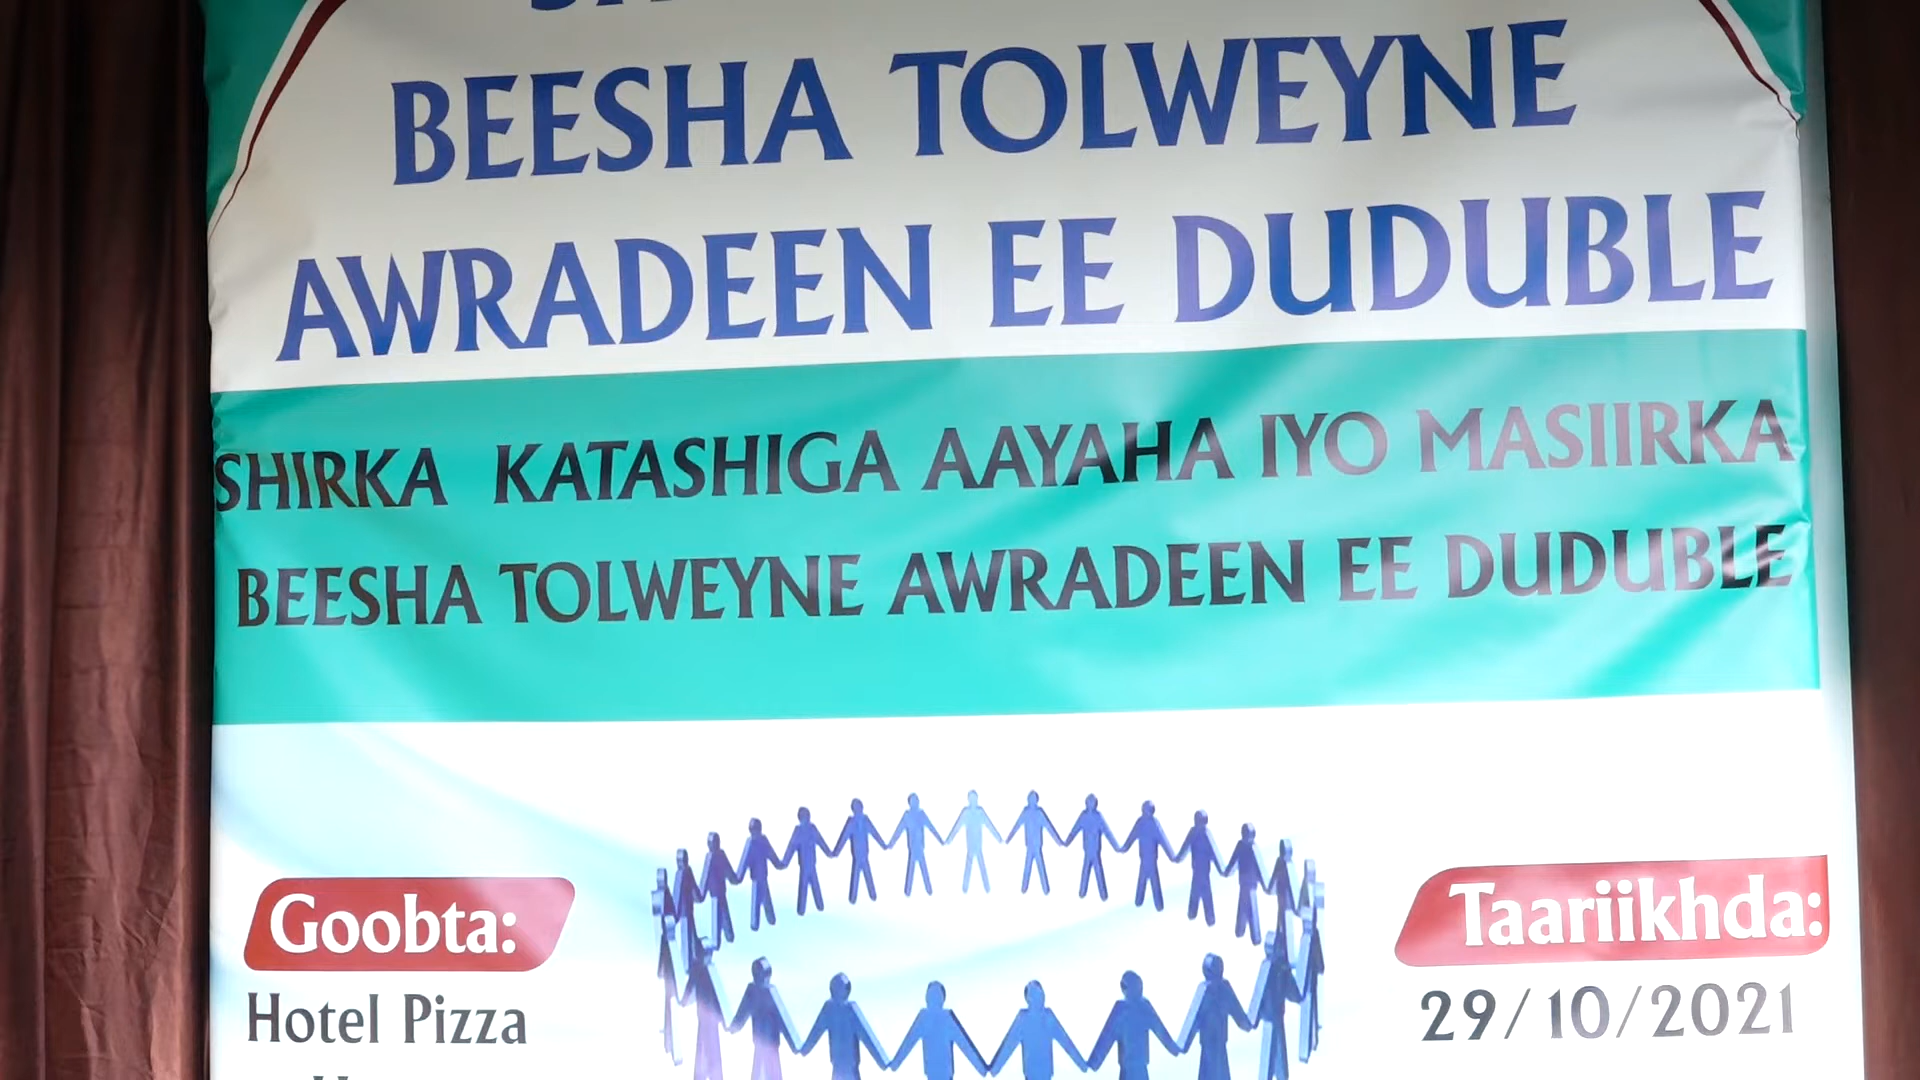 BEESHA TOLWEYNE
AWRADEEN EE DUDUBLE
SHIRKA KATASHIGA AAYAHA IYO MASIIRKA
BEESHA TOLWEYNE AWRADEEN EE DUDUBLE
Goobta:
Hotel Pizza
Taariikhda:
29/10/2021